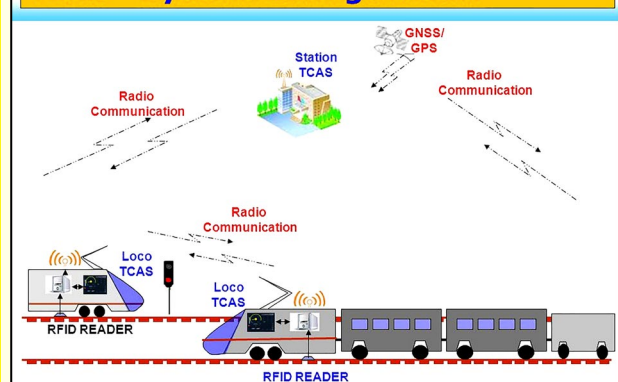 GNSS/
GPS
Station
TCAS
Radio
Communication
Radio
Communication
Radio
Communication
Loco
TCAS
Loco
TCAS
RFID READER
RFID READER